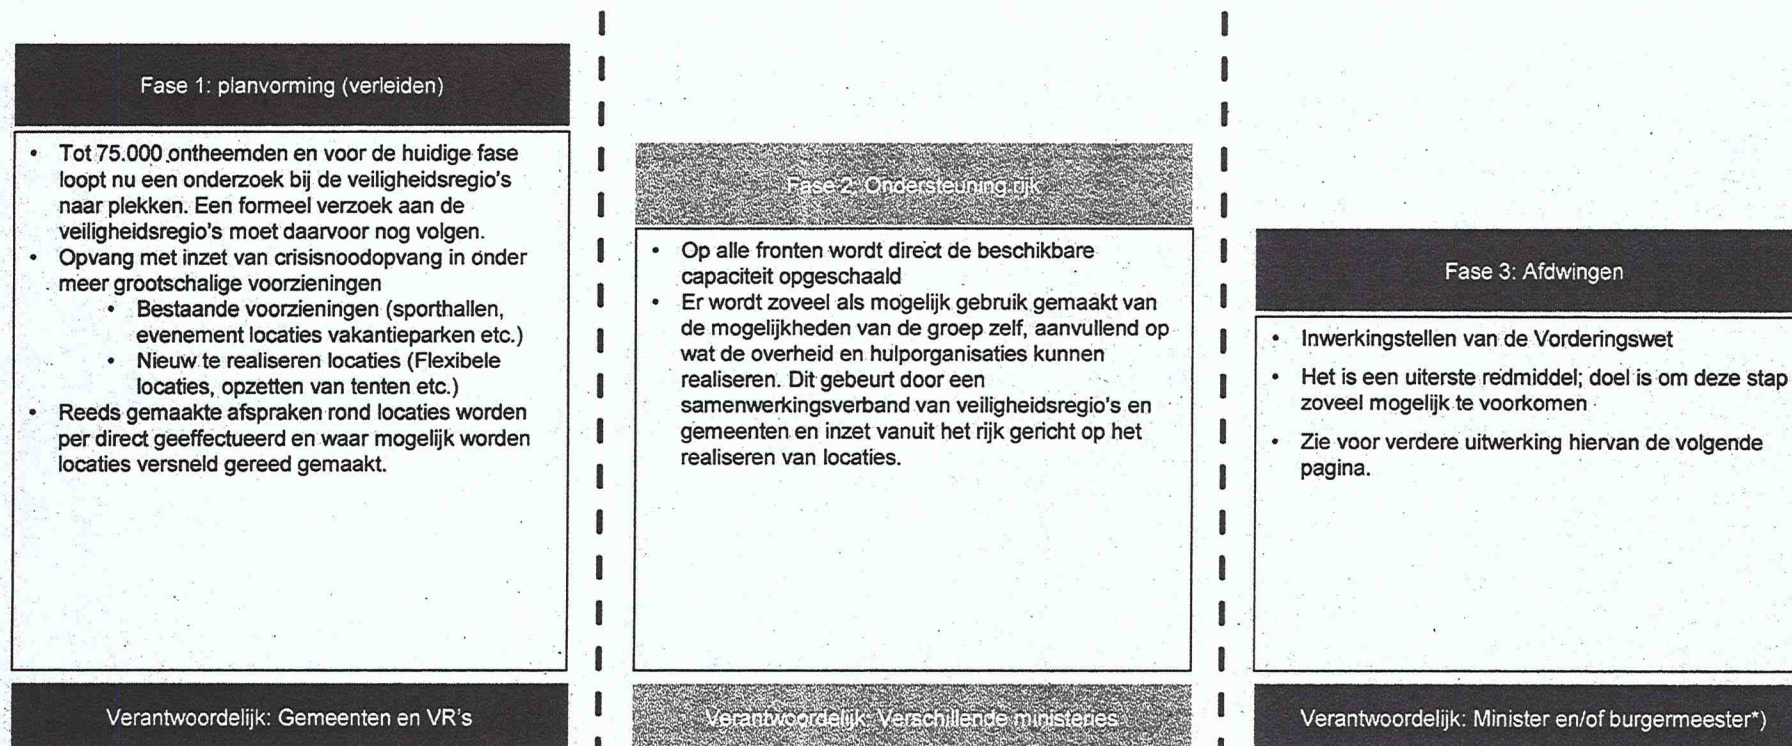 Fase 1: planvorming (verleiden)
• Tot 75.000 ontheemden en voor de huidige fase
loopt nu een onderzoek bij de veiligheidsregio's
naar plekken. Een formeel verzoek aan de
veiligheidsregio's moet daarvoor nog volgen.
• Opvang met inzet van crisisnoodopvang in onder
meer grootschalige voorzieningen
• Bestaande voorzieningen (sporthallen,
evenement locaties vakantieparken etc.)
• Nieuw te realiseren locaties (Flexibele
locaties, opzetten van tenten etc.)
• Reeds gemaakte afspraken rond locaties worden
per direct geeffectueerd en waar mogelijk worden
locaties versneld gereed gemaakt.
Verantwoordelijk: Gemeenten en VR's
Fase 2: Ondersteuning rijk
• Op alle fronten wordt direct de beschikbare
capaciteit opgeschaald
• Er wordt zoveel als mogelijk gebruik gemaakt van
de mogelijkheden van de groep zelf, aanvullend op
wat de overheid en hulporganisaties kunnen
realiseren. Dit gebeurt door een
samenwerkingsverband van veiligheidsregio's en
gemeenten en inzet vanuit het rijk gericht op het
realiseren van locaties.
Verantwoordelijk: Verschillende ministeries
Fase 3: Afdwingen
• Inwerkingstellen van de Vorderingswet
• Het is een uiterste redmiddel; doel is om deze stap
zoveel mogelijk te voorkomen
• Zie voor verdere uitwerking hiervan de volgende
pagina.
Verantwoordelijk: Minister en/of burgermeester*)